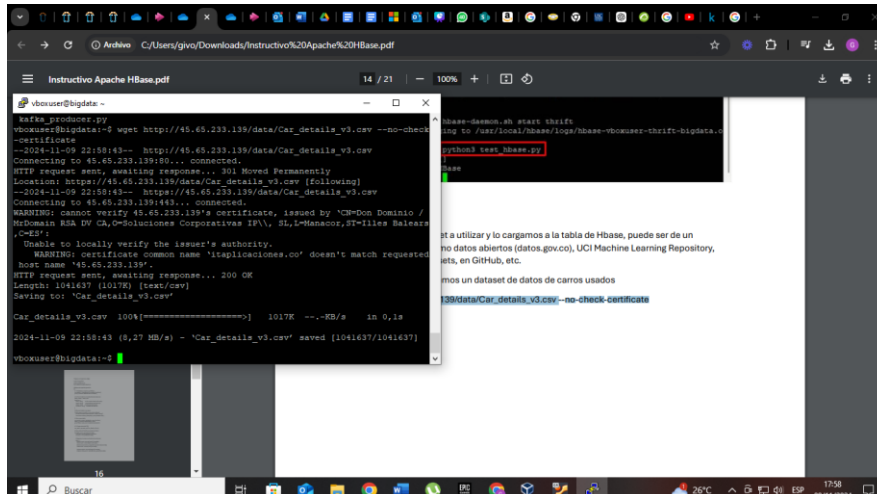 Archivo
C:/Users/givo/Downloads/Instructivo%20Apache%20HBase.pdf
Instructivo Apache HBase.pdf
14 / 21
100%
vboxuser@bigdata: ~
kafka_producer.py
vboxuser@bigdata:~$ wget http://45.65.233.139/data/Car_details_v3.csv --no-check
-certificate
--2024-11-09 22:58:43-- http://45.65.233.139/data/Car_details_v3.csv
Connecting to 45.65.233.139:80... connected.
HTTP request sent, awaiting response... 301 Moved Permanently
Location: https://45.65.233.139/data/Car_details_v3.csv [following]
--2024-11-09 22:58:43-- https://45.65.233.139/data/Car_details_v3.csv
Connecting to 45.65.233.139:443... connected.
WARNING: cannot verify 45.65.233.139's certificate, issued by ‘CN=Don Dominio /
MrDomain RSA DV CA,O=Soluciones Corporativas IP\\, SL,L=Manacor,ST=Illes Balears
,C=ES’:
Unable to locally verify the issuer's authority.
WARNING: certificate common name ‘itaplicaciones.co’ doesn't match requested
host name ‘45.65.233.139’.
HTTP request sent, awaiting response... 200 OK
Length: 1041637 (1017K) [text/csv]
Saving to: ‘Car_details_v3.csv’
Car_details_v3.csv 100%[===================>] 1017K --.-KB/s in 0,1s
2024-11-09 22:58:43 (8,27 MB/s) - ‘Car_details_v3.csv’ saved [1041637/1041637]
vboxuser@bigdata:~$
hbase-daemon.sh start thrift
ing to /usr/local/hbase/logs/hbase-vboxuser-thrift-bigdata.o
python3 test_hbase.py
]
Base
et a utilizar y lo cargamos a la tabla de Hbase, puede ser de un
no datos abiertos (datos.gov.co), UCI Machine Learning Repository,
sets, en GitHub, etc.
mos un dataset de datos de carros usados
139/data/Car_details_v3.csv --no-check-certificate
16
Buscar
26°C
ESP
17:58